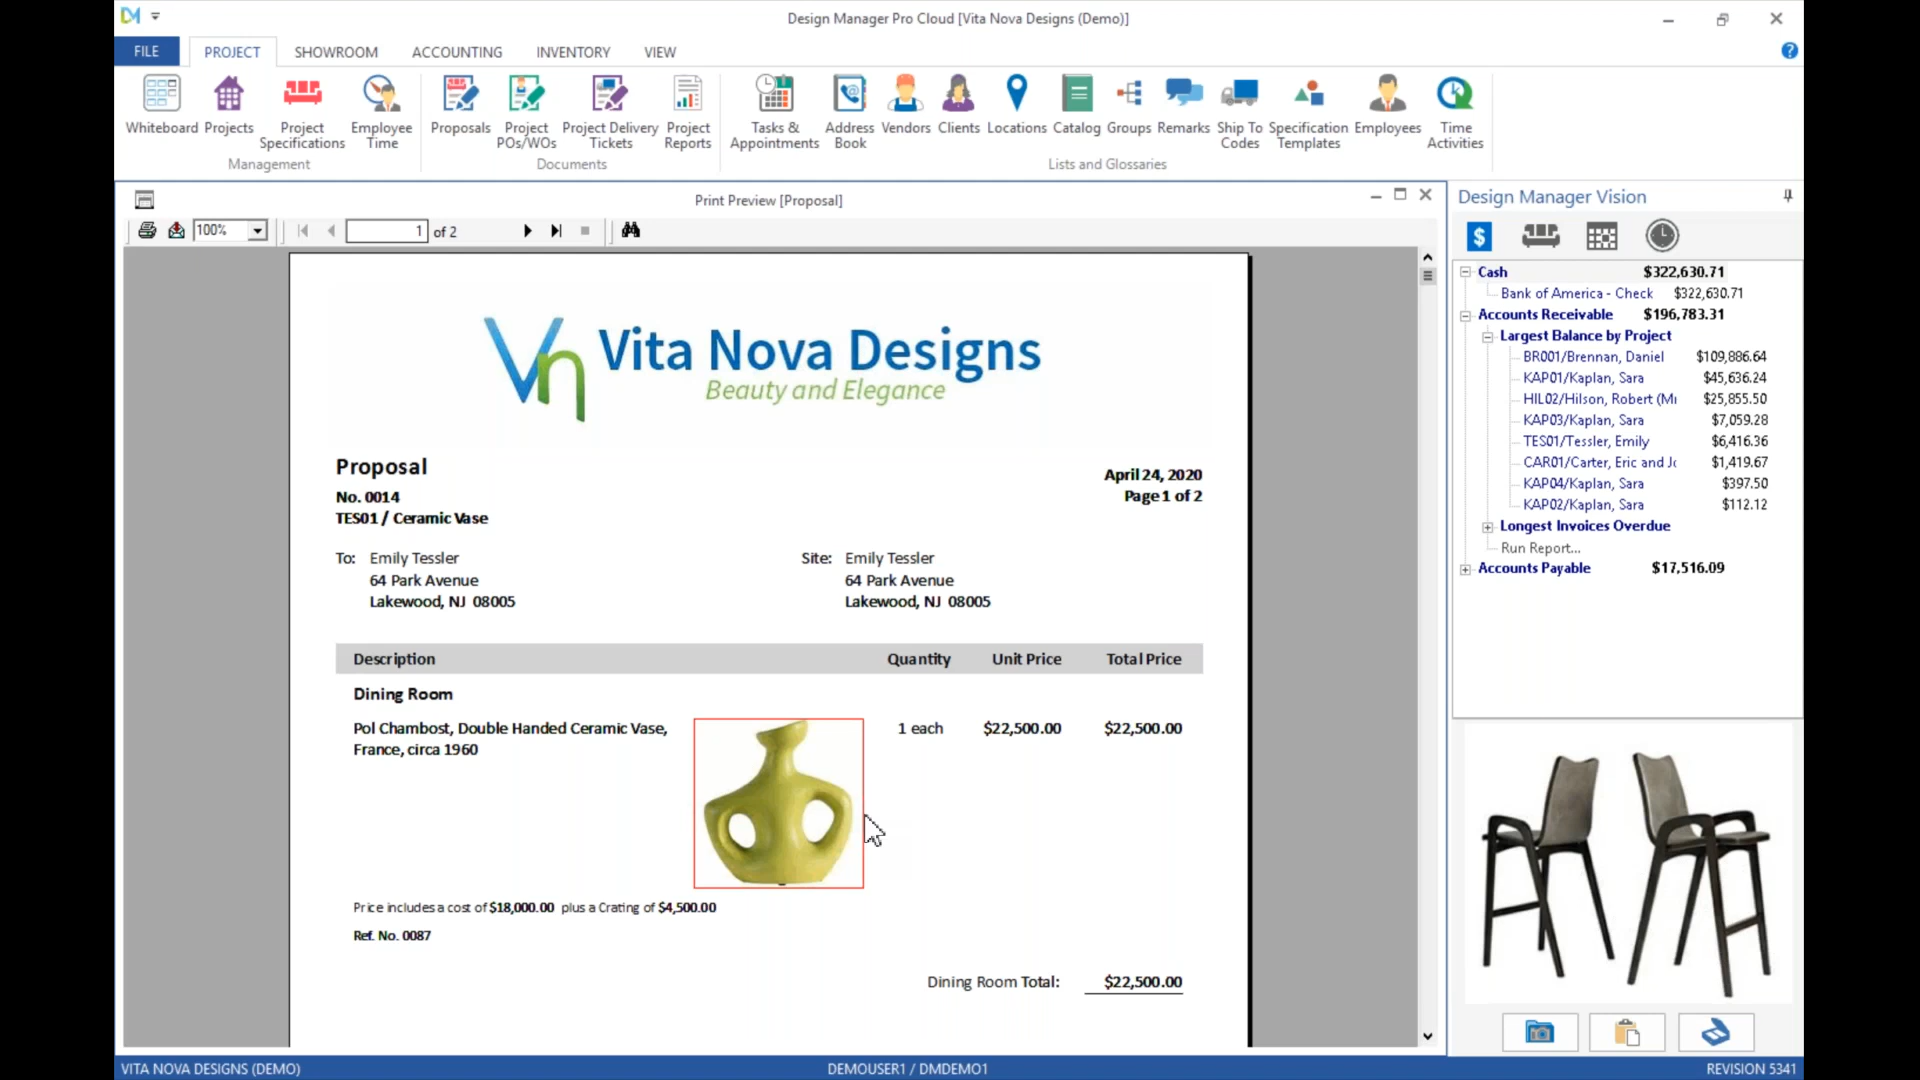 Design Manager Pro Cloud [Vita Nova Designs (Demo)]
FILE PROJECT SHOWROOM ACCOUNTING INVENTORY VIEW
Whiteboard Projects Project Specifications Employee Time Proposals Project POs/WOs Project Delivery Tickets Project Reports Tasks & Appointments Address Book Vendors Clients Locations Catalog Groups Remarks Ship To Codes Specification Templates Employees Time Activities
Management Documents Lists and Glossaries
Print Preview [Proposal]
100% 1 of 2
Vn Vita Nova Designs
Beauty and Elegance
Proposal
No. 0014
TES01 / Ceramic Vase
April 24, 2020
Page 1 of 2
To: Emily Tessler
64 Park Avenue
Lakewood, NJ 08005
Site: Emily Tessler
64 Park Avenue
Lakewood, NJ 08005
Description Quantity Unit Price Total Price
Dining Room
Pol Chambost, Double Handed Ceramic Vase, 1 each $22,500.00 $22,500.00
France, circa 1960
Price includes a cost of $18,000.00 plus a Crating of $4,500.00
Ref. No. 0087
Dining Room Total: $22,500.00
Design Manager Vision
$
Cash $322,630.71
Bank of America - Check $322,630.71
Accounts Receivable $196,783.31
Largest Balance by Project
BR001/Brennan, Daniel $109,886.64
KAP01/Kaplan, Sara $45,636.24
HIL02/Hilson, Robert (Mr $25,855.50
KAP03/Kaplan, Sara $7,059.28
TES01/Tessler, Emily $6,416.36
CAR01/Carter, Eric and Jo $1,419.67
KAP04/Kaplan, Sara $397.50
KAP02/Kaplan, Sara $112.12
Longest Invoices Overdue
Run Report...
Accounts Payable $17,516.09
VITA NOVA DESIGNS (DEMO) DEMOUSER1 / DMDEMO1 REVISION 5341